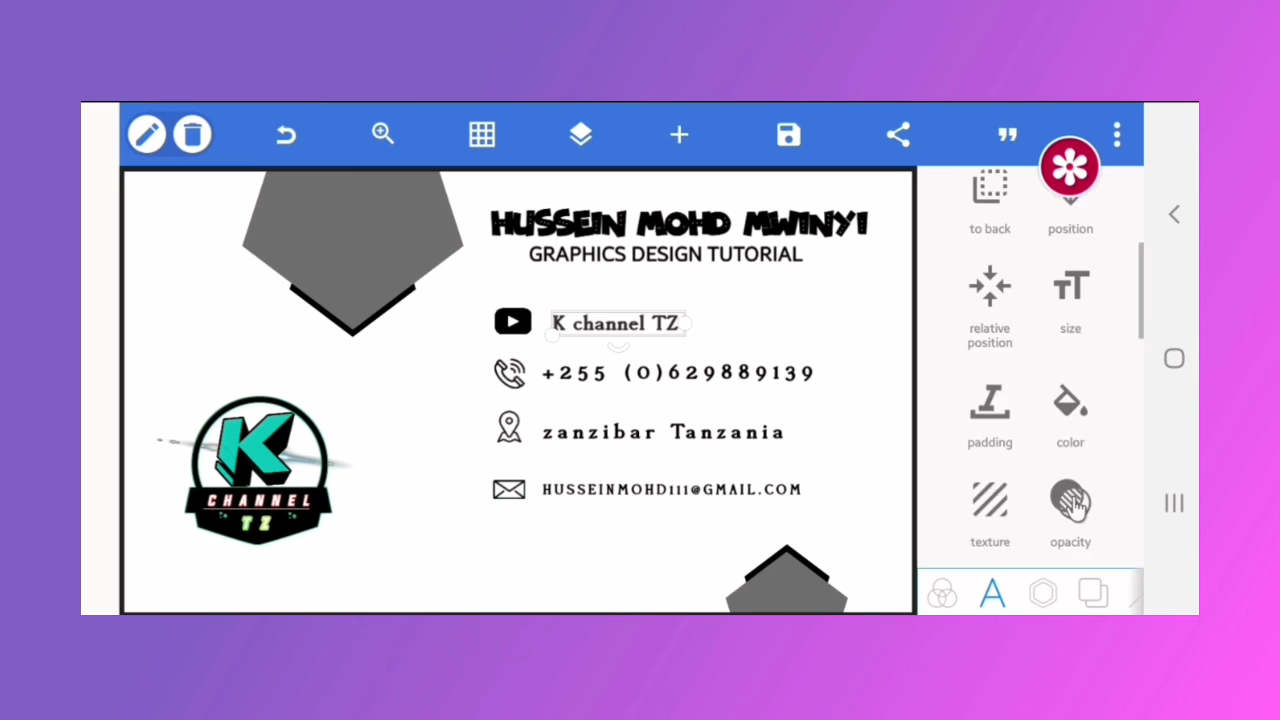 HUSSEIN MOHD MWINYI
GRAPHICS DESIGN TUTORIAL
K channel TZ
+255 (0)629889139
zanzibar Tanzania
HUSSEINMOHD111@GMAIL.COM
K
CHANNEL
TZ
to back
position
relative position
size
padding
color
texture
opacity